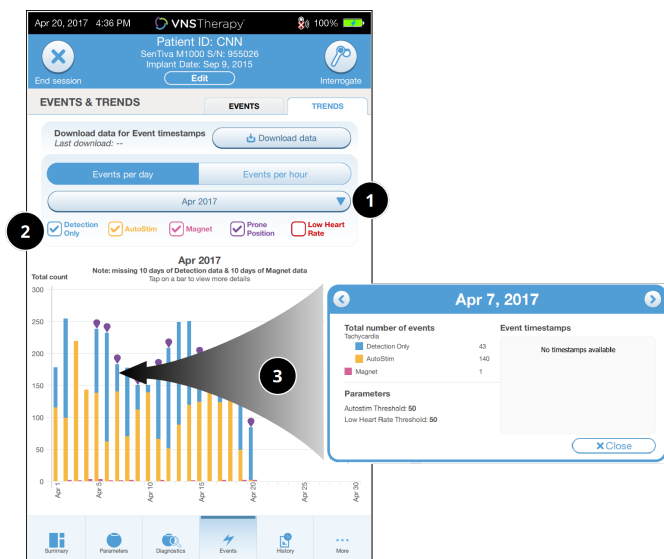 Apr 20, 2017 4:36 PM VNSTherapy® 100%
Patient ID: CNN
SenTiva M1000 S/N: 955026
Implant Date: Sep 9, 2015
End session Edit Interrogate
EVENTS & TRENDS EVENTS TRENDS
Download data for Event timestamps
Last download: --
Download data
Events per day Events per hour
Apr 2017
1
2
Detection Only AutoStim Magnet Prone Position Low Heart Rate
Apr 2017
Note: missing 10 days of Detection data & 10 days of Magnet data
Tap on a bar to view more details
Total count
300
250
200
150
100
50
0
Apr 1 Apr 5 Apr 10 Apr 15 Apr 20 Apr 25 Apr 30
3
Apr 7, 2017
Total number of events Event timestamps
Tachycardia
Detection Only 43
No timestamps available
AutoStim 140
Magnet 1
Parameters
Autostim Threshold: 50
Low Heart Rate Threshold: 50
Close
Summary Parameters Diagnostics Events History More